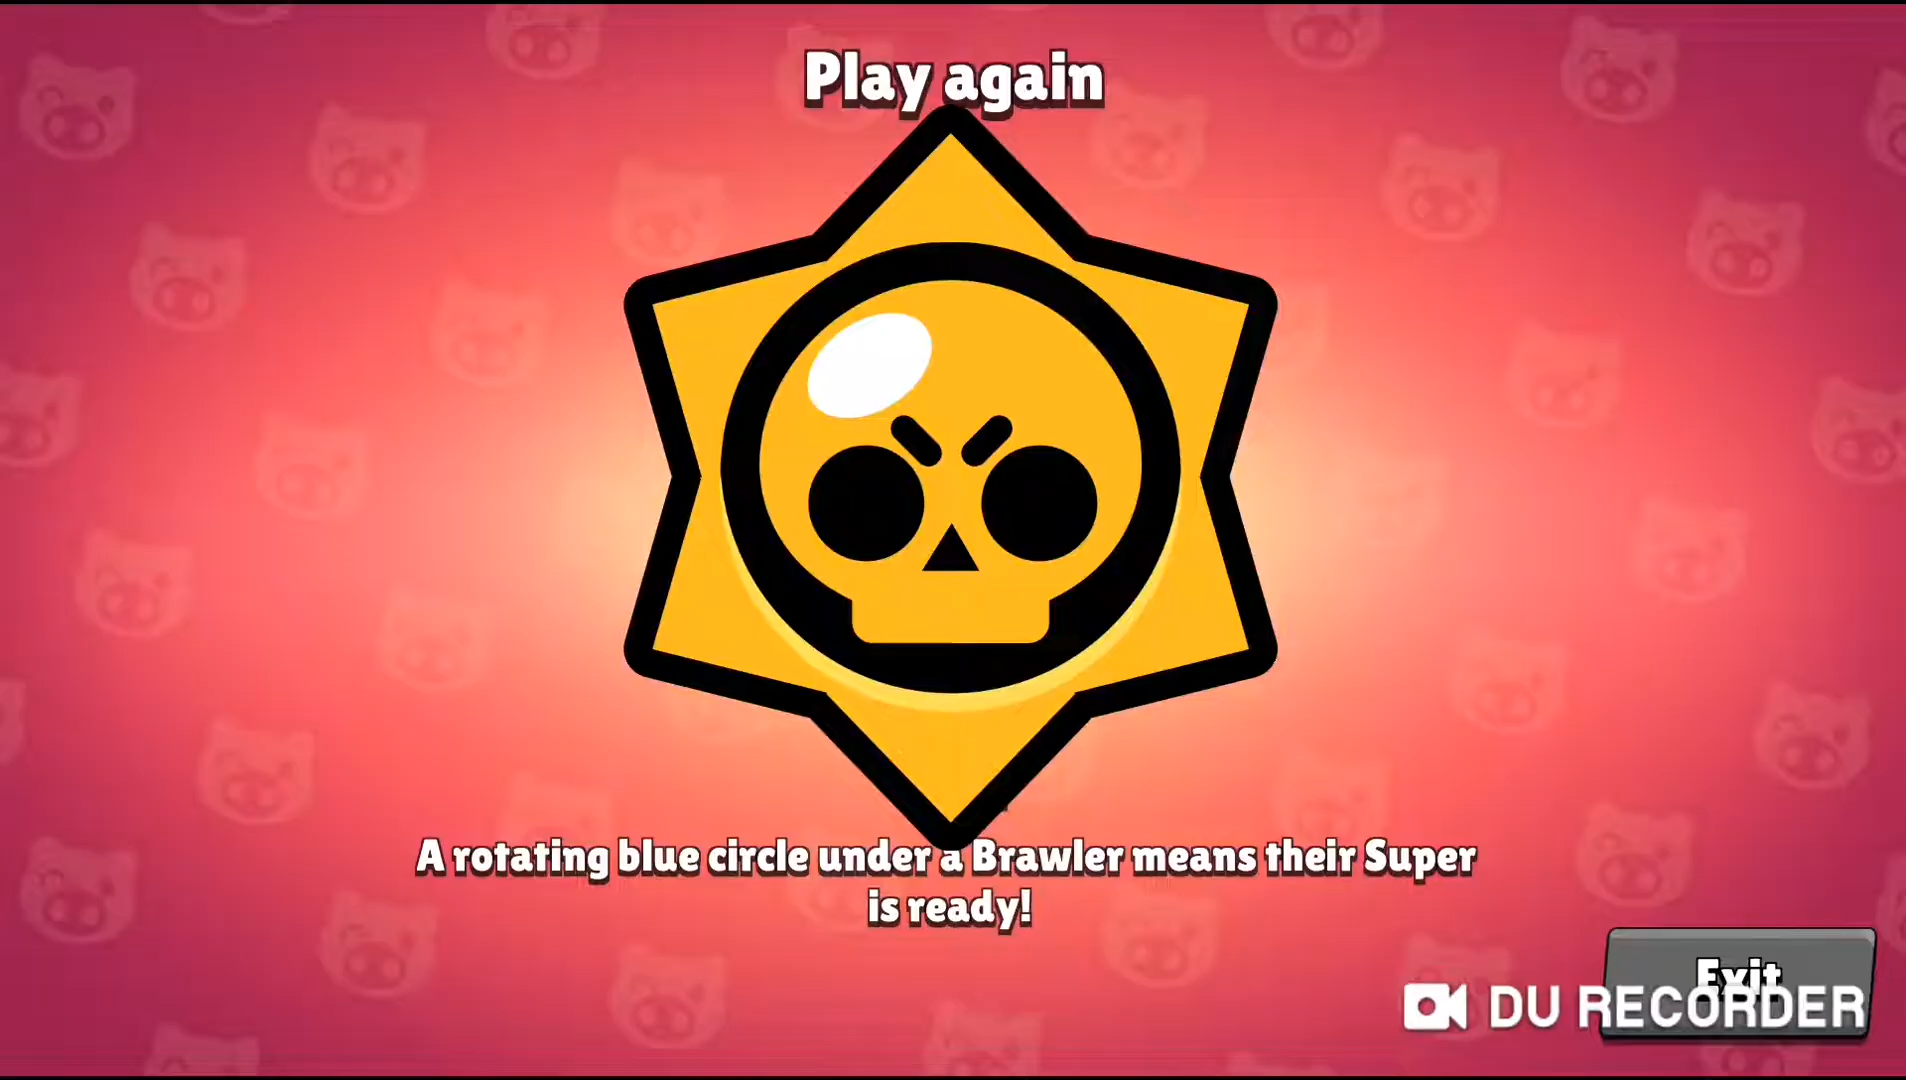 Play again
A rotating blue circle under a Brawler means their Super
is ready!
Exit
DU RECORDER